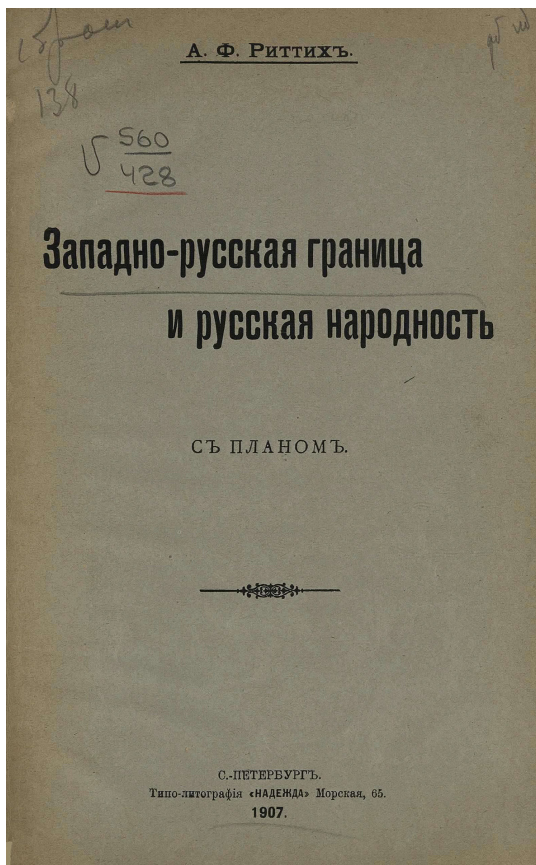 А. Ф. Риттихъ.
138
560
428
Западно-русская граница
и русская народность
СЪ ПЛАНОМЪ.
С.-ПЕТЕРБУРГЪ.
Типо-литографія «НАДЕЖДА» Морская, 65.
1907.